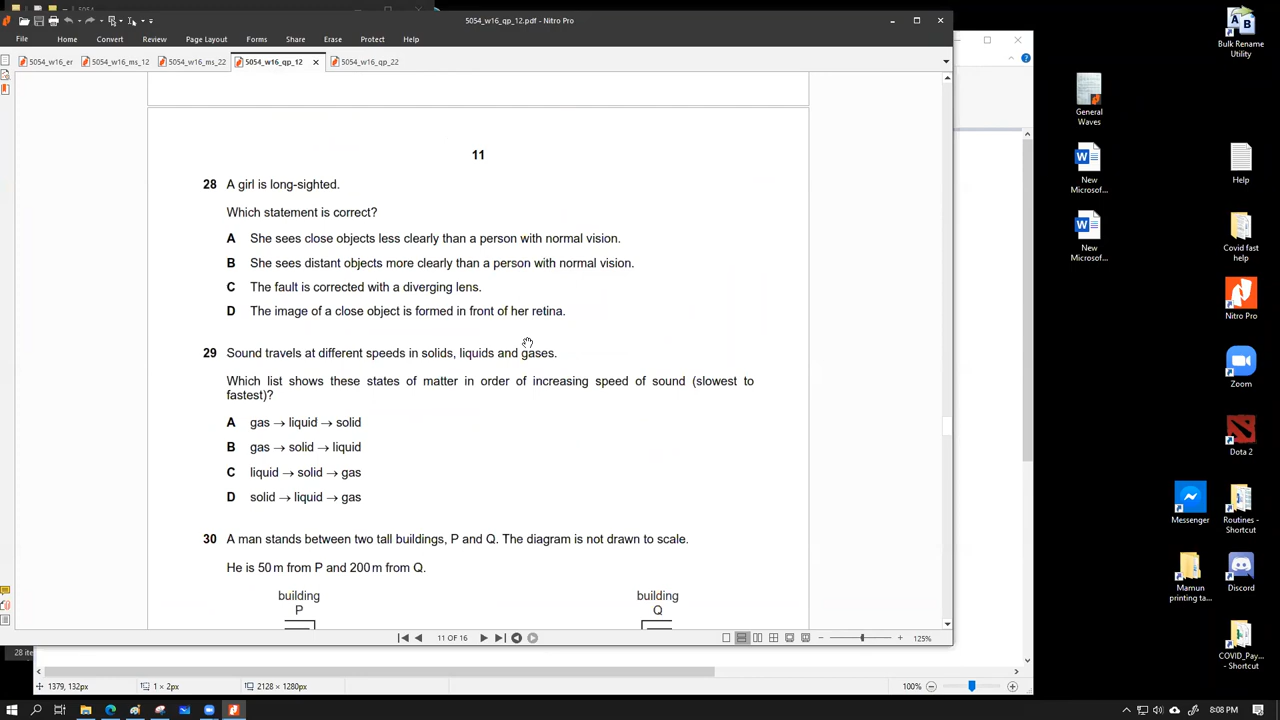 5054_w16_qp_12.pdf - Nitro Pro
File Home Convert Review Page Layout Forms Share Erase Protect Help
5054_w16_er 5054_w16_ms_12 5054_w16_ms_22 5054_w16_qp_12 5054_w16_qp_22
11
28 A girl is long-sighted.
Which statement is correct?
A She sees close objects less clearly than a person with normal vision.
B She sees distant objects more clearly than a person with normal vision.
C The fault is corrected with a diverging lens.
D The image of a close object is formed in front of her retina.
29 Sound travels at different speeds in solids, liquids and gases.
Which list shows these states of matter in order of increasing speed of sound (slowest to
fastest)?
A gas → liquid → solid
B gas → solid → liquid
C liquid → solid → gas
D solid → liquid → gas
30 A man stands between two tall buildings, P and Q. The diagram is not drawn to scale.
He is 50 m from P and 200 m from Q.
building building
P Q
11 OF 16
125%
28 ite
1379, 132px 1 × 2px 2128 × 1280px 100%
Bulk Rename
Utility
General
Waves
New
Microsof...
Help
New
Microsof...
Covid fast
help
Nitro Pro
Zoom
Dota 2
Messenger
Routines -
Shortcut
Mamun
printing ta...
Discord
COVID_Pay...
- Shortcut
8:08 PM